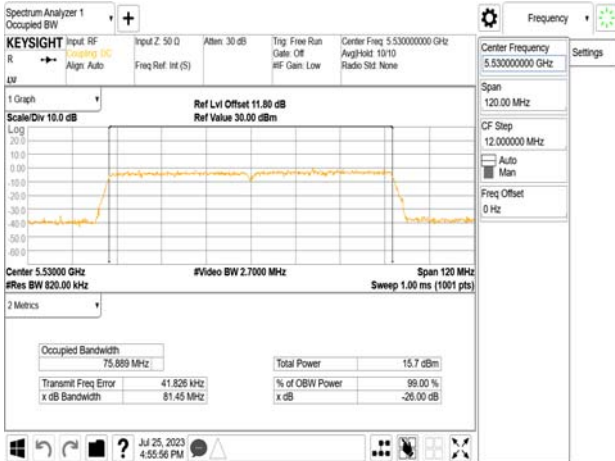 Spectrum Analyzer 1
Occupied BW
Frequency
KEYSIGHT
R
Input: RF
Coupling: DC
Align: Auto
Input Z: 50 Ω
Freq Ref: Int (S)
Atten: 30 dB
Trig: Free Run
Gate: Off
#IF Gain: Low
Center Freq: 5.530000000 GHz
Avg|Hold: 10/10
Radio Std: None
Center Frequency
5.530000000 GHz
Settings
Span
120.00 MHz
CF Step
12.000000 MHz
Auto
Man
Freq Offset
0 Hz
1 Graph
Scale/Div 10.0 dB
Ref Lvl Offset 11.80 dB
Ref Value 30.00 dBm
Log
20.0
10.0
0.00
-10.0
-20.0
-30.0
-40.0
-50.0
-60.0
Center 5.53000 GHz
#Res BW 820.00 kHz
#Video BW 2.7000 MHz
Span 120 MHz
Sweep 1.00 ms (1001 pts)
2 Metrics
Occupied Bandwidth
75.889 MHz
Total Power 15.7 dBm
Transmit Freq Error 41.826 kHz
% of OBW Power 99.00 %
x dB Bandwidth 81.45 MHz
x dB -26.00 dB
?
Jul 25, 2023
4:55:56 PM